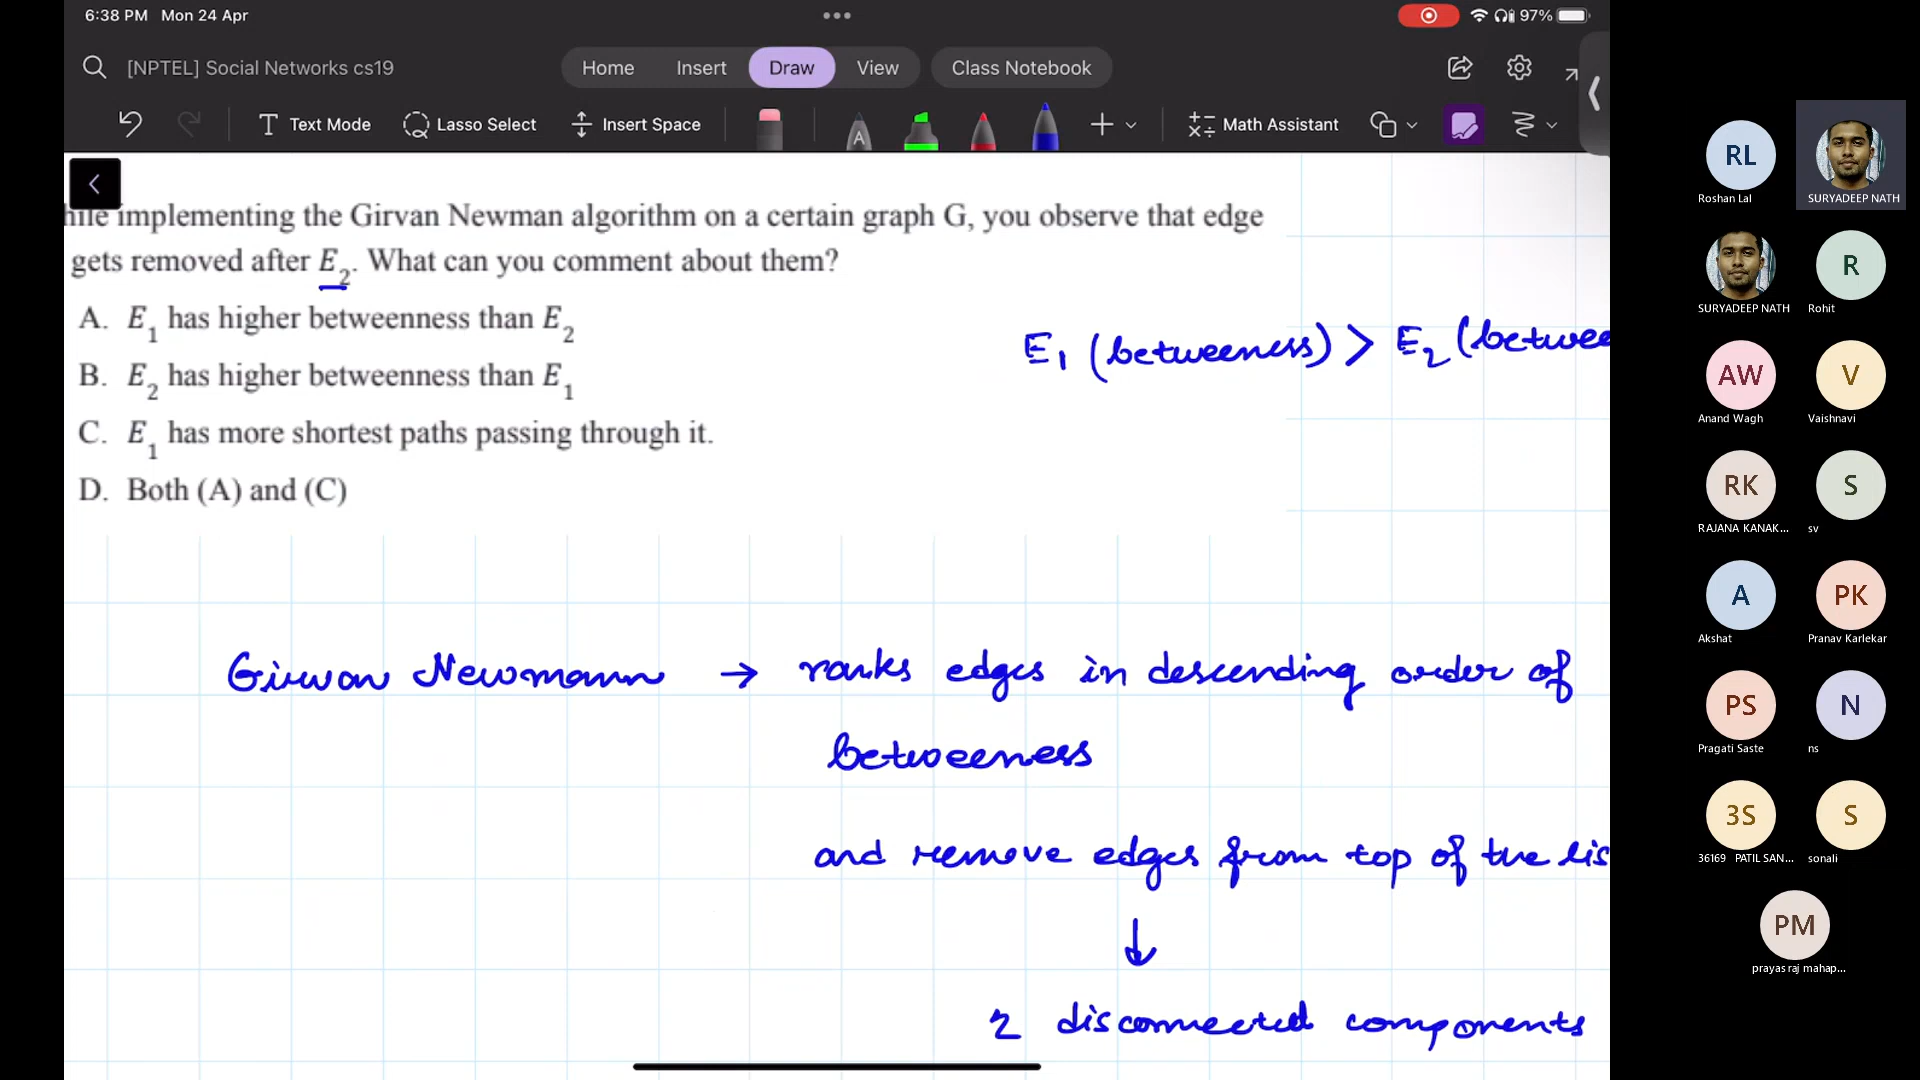 6:38 PM Mon 24 Apr
97%
[NPTEL] Social Networks cs19
Home Insert Draw View Class Notebook
Text Mode Lasso Select Insert Space Math Assistant
implementing the Girvan Newman algorithm on a certain graph G, you observe that edge
gets removed after E2. What can you comment about them?
A. E1 has higher betweenness than E2
B. E2 has higher betweenness than E1
C. E1 has more shortest paths passing through it.
D. Both (A) and (C)
E1 (betweeness) > E2 (betwee
Girvan Newmann → ranks edges in descending order of
betweeness
and remove edges from top of the lis
↓
2 disconnected components
RL
Roshan Lal
SURYADEEP NATH
SURYADEEP NATH
R
Rohit
AW
Anand Wagh
V
Vaishnavi
RK
RAJANA KANAK...
S
sv
A
Akshat
PK
Pranav Karlekar
PS
Pragati Saste
N
ns
3S
36169 PATIL SAN...
S
sonali
PM
prayas raj mahap...